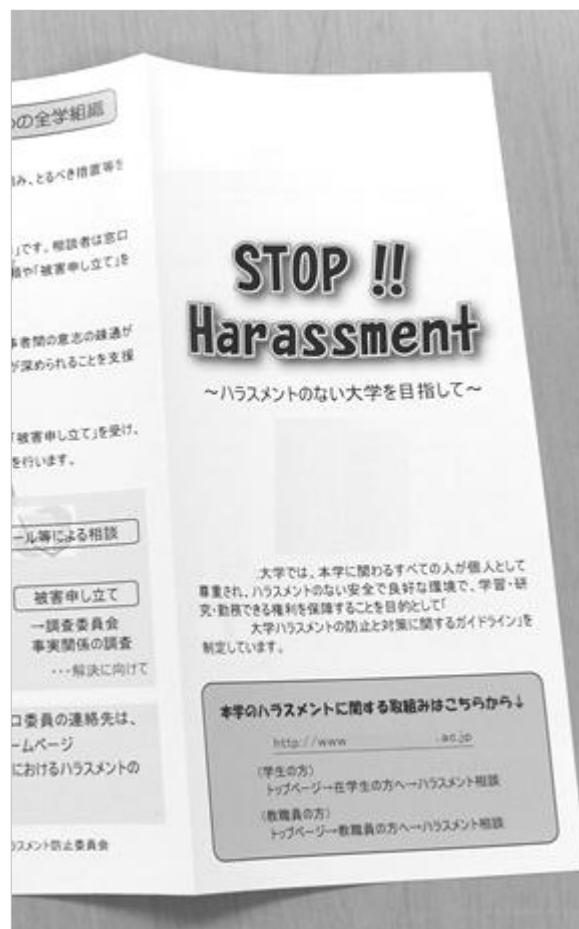 の全学組織
み、とるべき措置等を
」です。相談者は窓口
や「被害申し立て」を
者間の意志の疎通が
深められることを支援
「被害申し立て」を受け、
を行います。
ール等による相談
被害申し立て
→調査委員会
事実関係の調査
・・・解決に向けて
口委員の連絡先は、
ームページ
におけるハラスメントの
ラスメント防止委員会
STOP !!
Harassment
～ハラスメントのない大学を目指して～
大学では、本学に関わるすべての人が個人として
尊重され、ハラスメントのない安全で良好な環境で、学習・研
究・勤務できる権利を保障することを目的として「
大学ハラスメントの防止と対策に関するガイドライン」を
制定しています。
本学のハラスメントに関する取組みはこちらから↓
http://www .ac.jp
(学生の方)
トップページ→在学生の方へ→ハラスメント相談
(教職員の方)
トップページ→教職員の方へ→ハラスメント相談